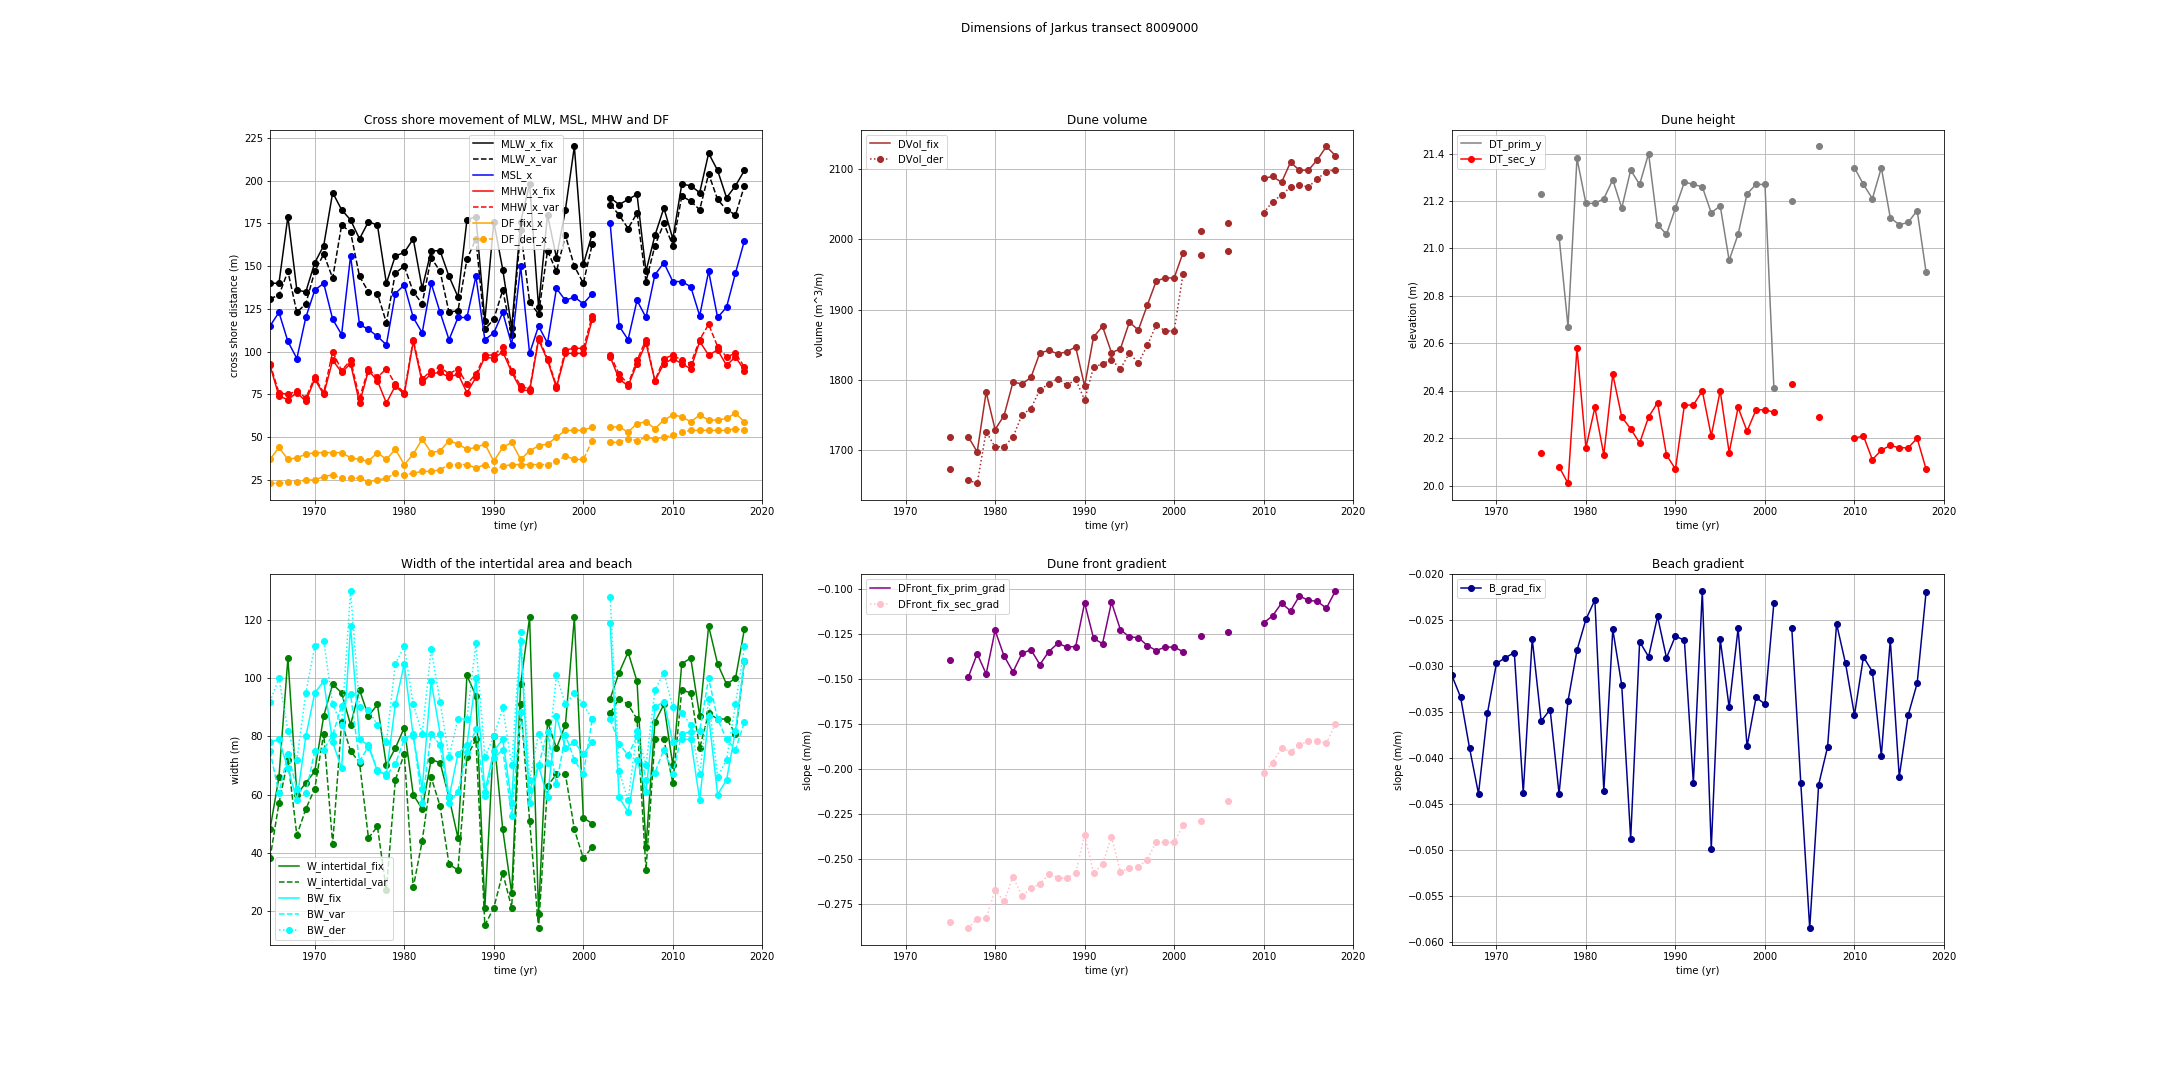 Dimensions of Jarkus transect 8009000
Cross shore movement of MLW, MSL, MHW and DF
225
200
175
150
125
100
75
50
25
cross shore distance (m)
MLW_x_fix
MLW_x_var
MSL_x
MHW_x_fix
MHW_x_var
DF_fix_x
DF_der_x
1970 1980 1990 2000 2010 2020
time (yr)
Dune volume
2100
2000
1900
1800
1700
volume (m^3/m)
DVol_fix
DVol_der
1970 1980 1990 2000 2010 2020
time (yr)
Dune height
21.4
21.2
21.0
20.8
20.6
20.4
20.2
20.0
elevation (m)
DT_prim_y
DT_sec_y
1970 1980 1990 2000 2010 2020
time (yr)
Width of the intertidal area and beach
120
100
80
60
40
20
width (m)
W_intertidal_fix
W_intertidal_var
BW_fix
BW_var
BW_der
1970 1980 1990 2000 2010 2020
time (yr)
Dune front gradient
−0.100
−0.125
−0.150
−0.175
−0.200
−0.225
−0.250
−0.275
slope (m/m)
DFront_fix_prim_grad
DFront_fix_sec_grad
1970 1980 1990 2000 2010 2020
time (yr)
Beach gradient
−0.020
−0.025
−0.030
−0.035
−0.040
−0.045
−0.050
−0.055
−0.060
slope (m/m)
B_grad_fix
1970 1980 1990 2000 2010 2020
time (yr)